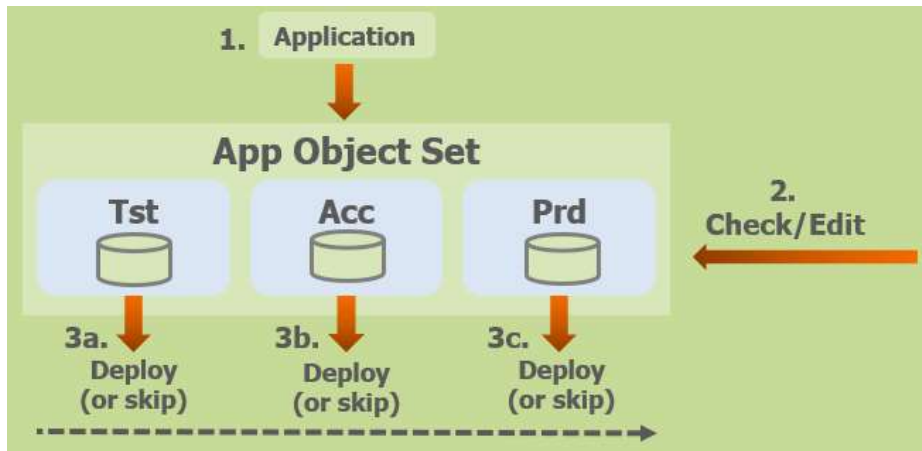 1.
Application
App Object Set
Tst
Acc
Prd
2.
Check/Edit
3a.
Deploy
(or skip)
3b.
Deploy
(or skip)
3c.
Deploy
(or skip)